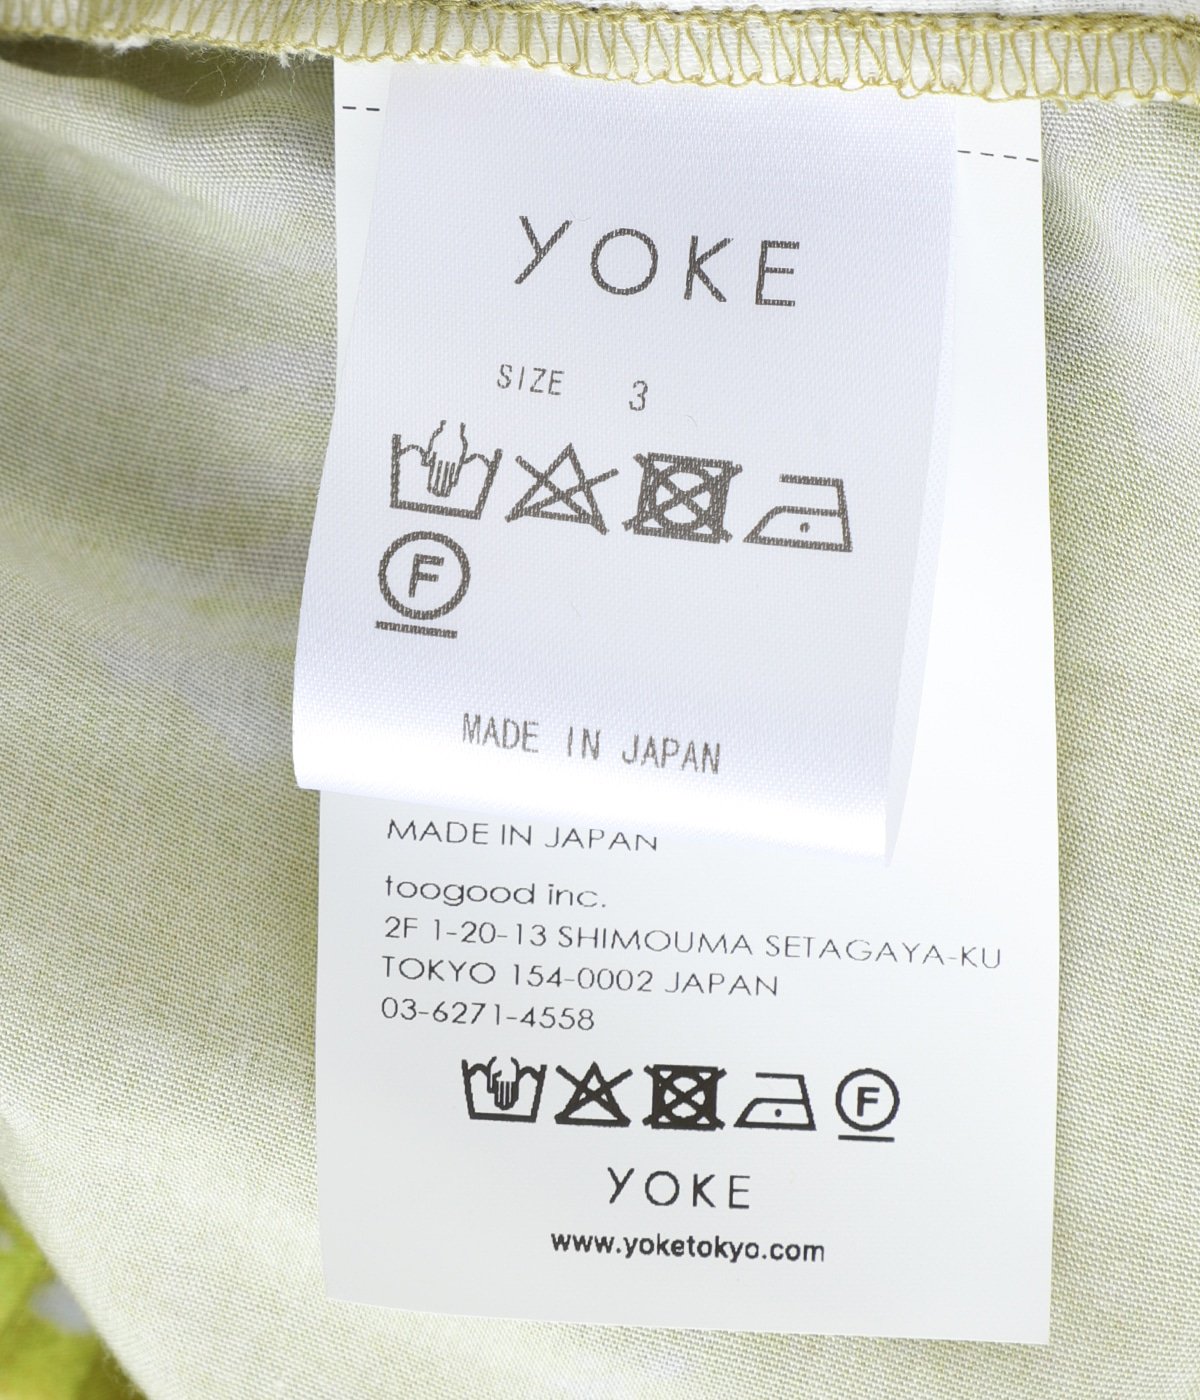 YOKE
SIZE 3
F
MADE IN JAPAN
MADE IN JAPAN
toogood inc.
2F 1-20-13 SHIMOUMA SETAGAYA-KU
TOKYO 154-0002 JAPAN
03-6271-4558
F
YOKE
www.yoketokyo.com